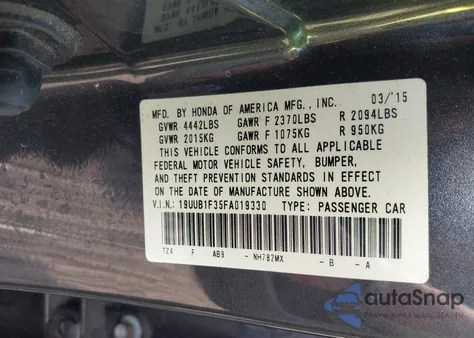 MFD. BY HONDA OF AMERICA MFG., INC. 03/15
GVWR 4442LBS GAWR F 2370LBS R 2094LBS
GVWR 2015KG GAWR F 1075KG R 950KG
THIS VEHICLE CONFORMS TO ALL APPLICABLE
FEDERAL MOTOR VEHICLE SAFETY, BUMPER,
AND THEFT PREVENTION STANDARDS IN EFFECT
ON THE DATE OF MANUFACTURE SHOWN ABOVE.
V.I.N.: 19UUB1F35FA019330 TYPE: PASSENGER CAR
TZ4 F AB9 - NH782MX - B - A
autoSnap